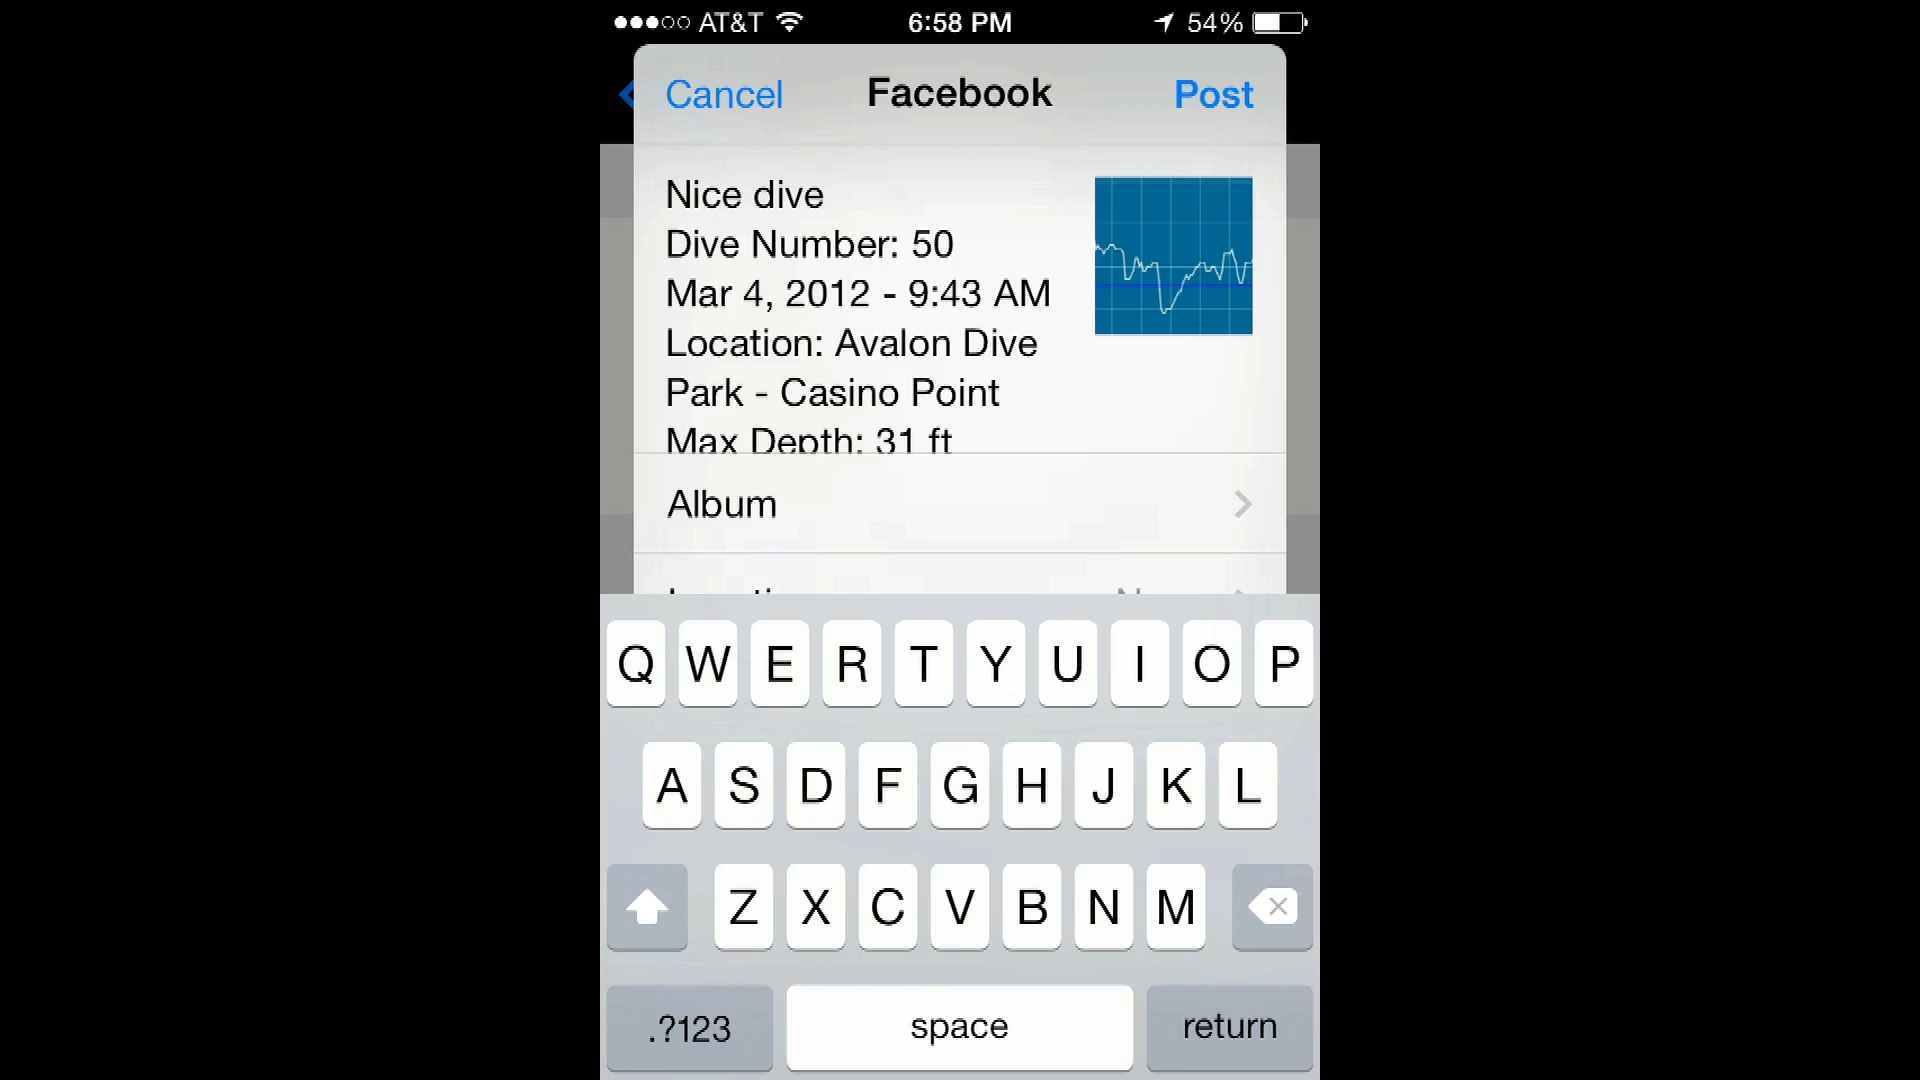 AT&T 6:58 PM 54%
Cancel Facebook Post
Nice dive
Dive Number: 50
Mar 4, 2012 - 9:43 AM
Location: Avalon Dive
Park - Casino Point
Max Depth: 31 ft
Album
Q W E R T Y U I O P
A S D F G H J K L
Z X C V B N M
.?123 space return